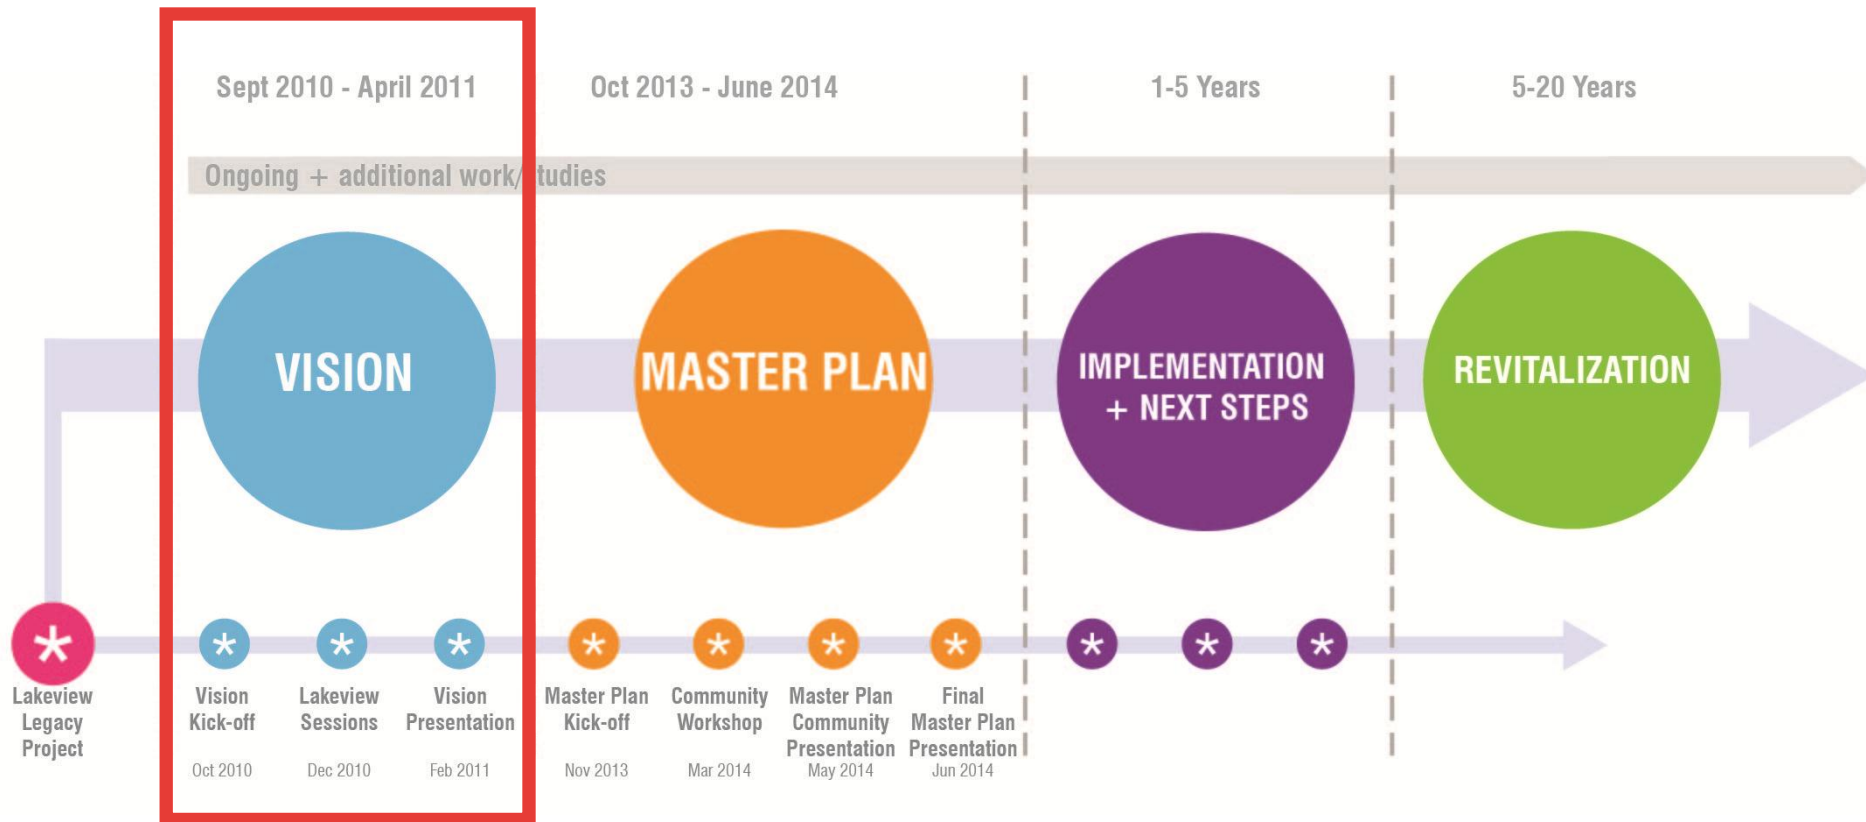 Sept 2010 - April 2011
Oct 2013 - June 2014
1-5 Years
5-20 Years
Ongoing + additional work/studies
VISION
MASTER PLAN
IMPLEMENTATION
+ NEXT STEPS
REVITALIZATION
*
*
*
*
*
*
*
*
*
*
*
Lakeview
Legacy
Project
Vision
Kick-off
Oct 2010
Lakeview
Sessions
Dec 2010
Vision
Presentation
Feb 2011
Master Plan
Kick-off
Nov 2013
Community
Workshop
Mar 2014
Master Plan
Community
Presentation
May 2014
Final
Master Plan
Presentation
Jun 2014